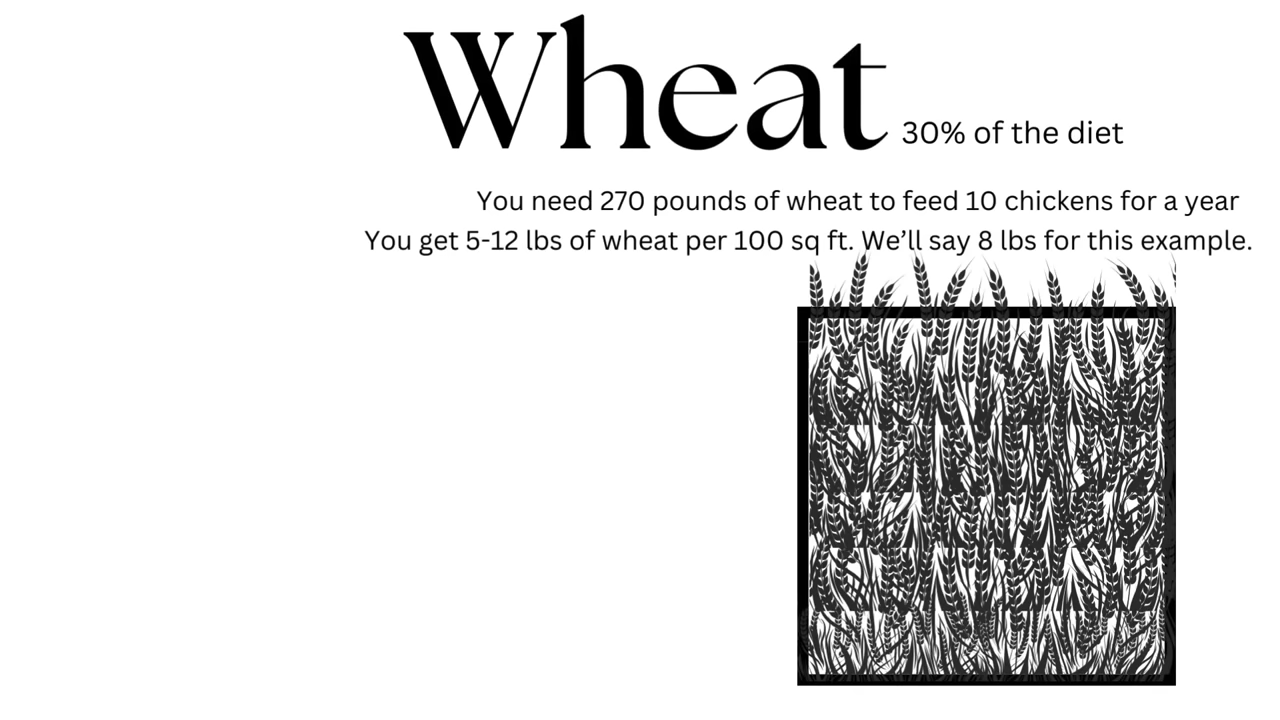 Wheat 30% of the diet
You need 270 pounds of wheat to feed 10 chickens for a year
You get 5-12 lbs of wheat per 100 sq ft. We’ll say 8 lbs for this example.